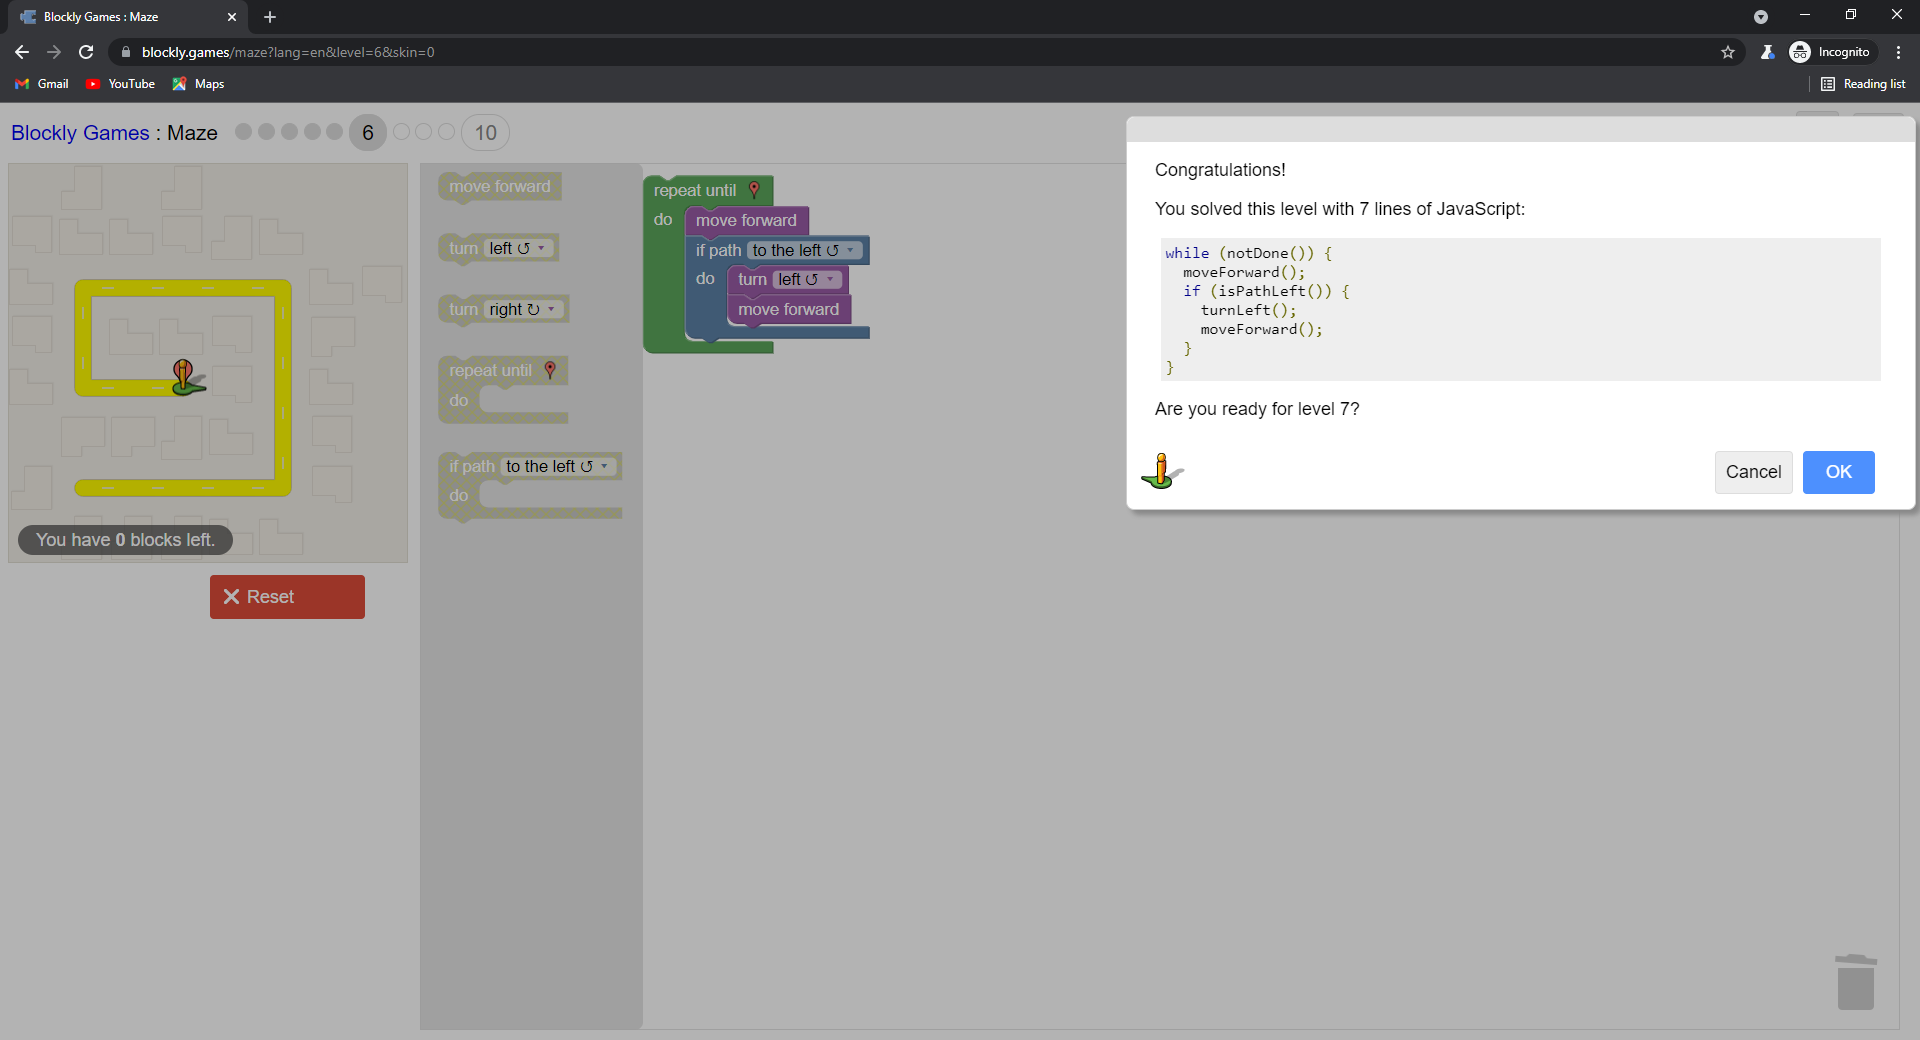 Blockly Games : Maze
blockly.games/maze?lang=en&level=6&skin=0
Incognito
Gmail YouTube Maps
Reading list
Blockly Games : Maze 6 10
You have 0 blocks left.
Reset
move forward
turn left ↺
turn right ↻
repeat until
do
if path to the left ↺
do
repeat until
do move forward
if path to the left ↺
do turn left ↺
move forward
Congratulations!
You solved this level with 7 lines of JavaScript:
while (notDone()) {
  moveForward();
  if (isPathLeft()) {
    turnLeft();
    moveForward();
  }
}
Are you ready for level 7?
Cancel OK